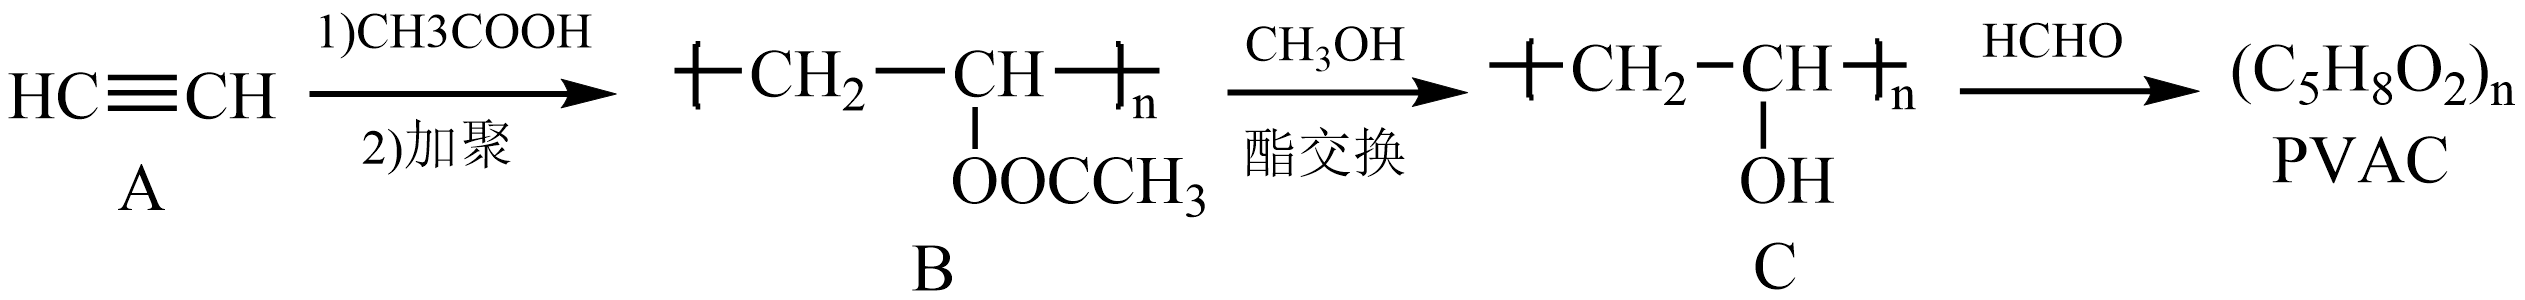 HC≡CH
A
1)CH3COOH
2)加聚
CH₂—CH n
OOCCH₃
B
CH₃OH
酯交换
CH₂—CH n
OH
C
HCHO
(C₅H₈O₂)n
PVAC